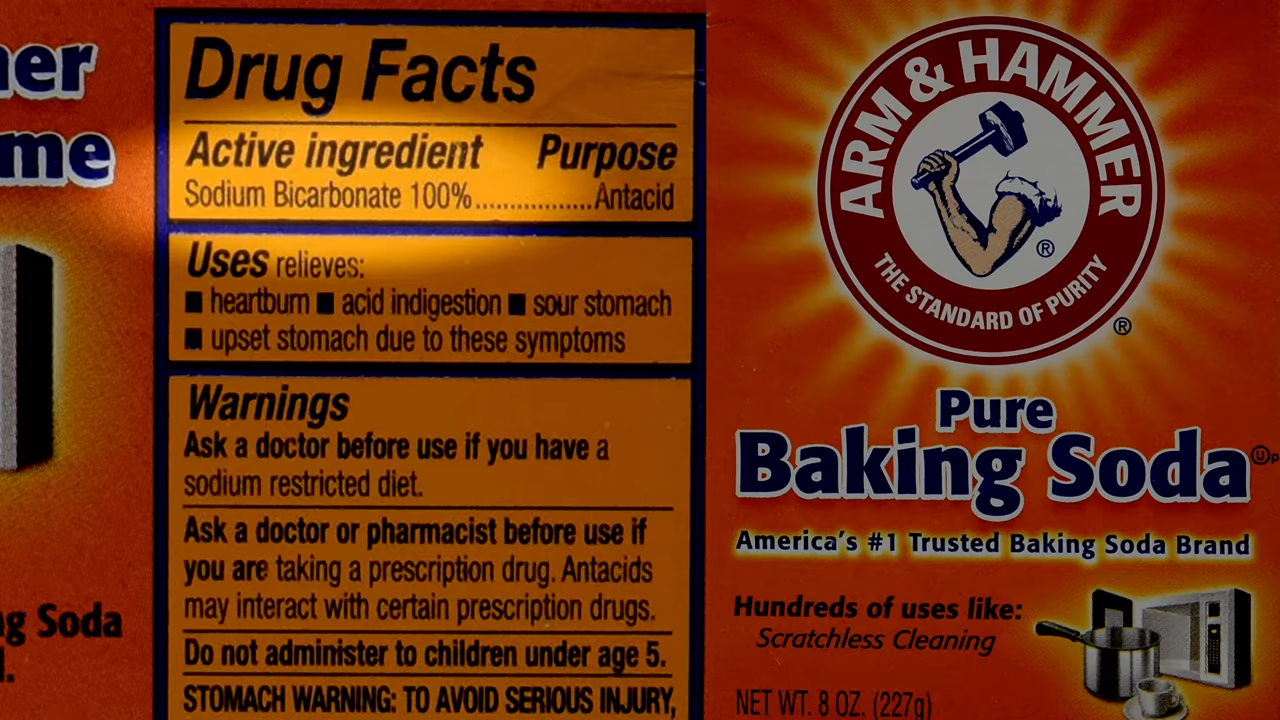 er
me
g Soda
Drug Facts
Active ingredient Purpose
Sodium Bicarbonate 100%.................Antacid
Uses relieves:
■ heartburn ■ acid indigestion ■ sour stomach
■ upset stomach due to these symptoms
Warnings
Ask a doctor before use if you have a
sodium restricted diet.
Ask a doctor or pharmacist before use if
you are taking a prescription drug. Antacids
may interact with certain prescription drugs.
Do not administer to children under age 5.
STOMACH WARNING: TO AVOID SERIOUS INJURY,
ARM & HAMMER
®
THE STANDARD OF PURITY
®
Pure
Baking Soda Ⓤp
America's #1 Trusted Baking Soda Brand
Hundreds of uses like:
Scratchless Cleaning
NET WT. 8 OZ. (227g)